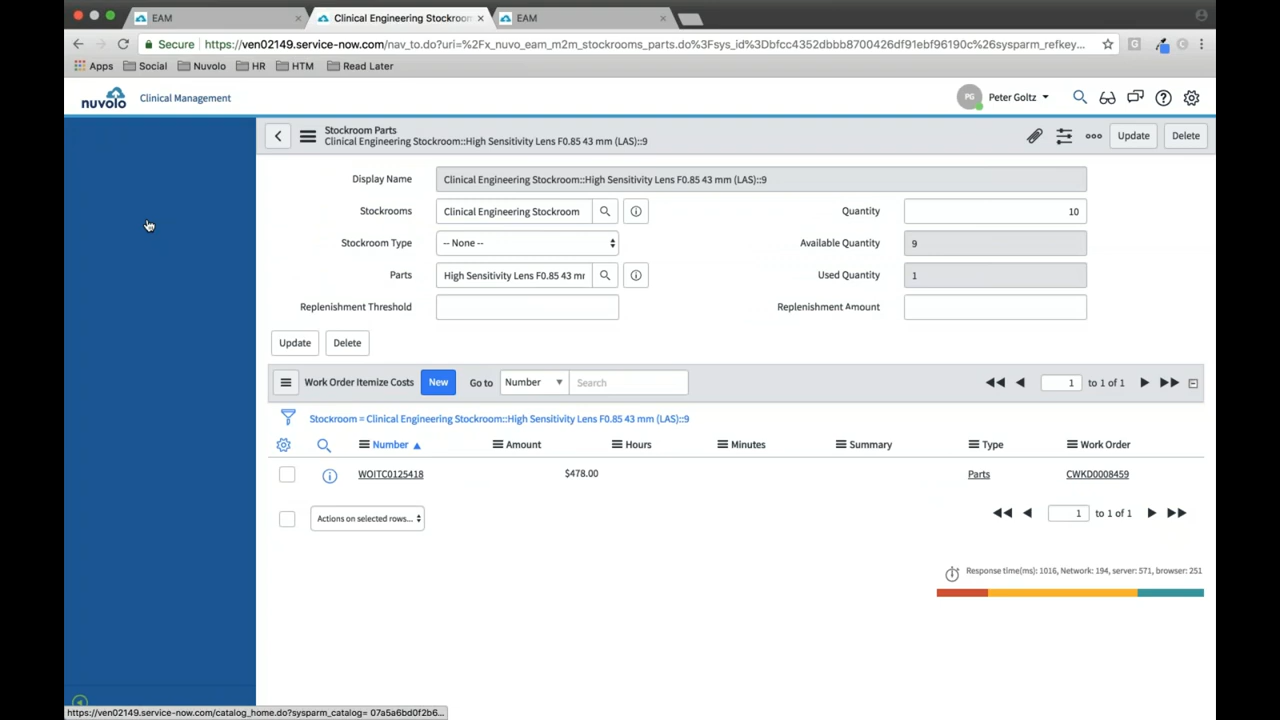 EAM
Clinical Engineering Stockroom
EAM
Secure https://ven02149.service-now.com/nav_to.do?uri=%2Fx_nuvo_eam_m2m_stockrooms_parts.do%3Fsys_id%3Dbfcc4352dbbb8700426df91ebf96190c%26sysparm_refkey...
Apps Social Nuvolo HR HTM Read Later
nuvolo Clinical Management PG Peter Goltz
Stockroom Parts
Clinical Engineering Stockroom::High Sensitivity Lens F0.85 43 mm (LAS)::9
Update Delete
Display Name Clinical Engineering Stockroom::High Sensitivity Lens F0.85 43 mm (LAS)::9
Stockrooms Clinical Engineering Stockroom Quantity 10
Stockroom Type -- None -- Available Quantity 9
Parts High Sensitivity Lens F0.85 43 mr Used Quantity 1
Replenishment Threshold Replenishment Amount
Update Delete
Work Order Itemize Costs New Go to Number Search 1 to 1 of 1
Stockroom = Clinical Engineering Stockroom::High Sensitivity Lens F0.85 43 mm (LAS)::9
Number Amount Hours Minutes Summary Type Work Order
WOITC0125418 $478.00 Parts CWKD0008459
Actions on selected rows... 1 to 1 of 1
Response time(ms): 1016, Network: 194, server: 571, browser: 251
https://ven02149.service-now.com/catalog_home.do?sysparm_catalog= 07a5a6bd0f2b6...